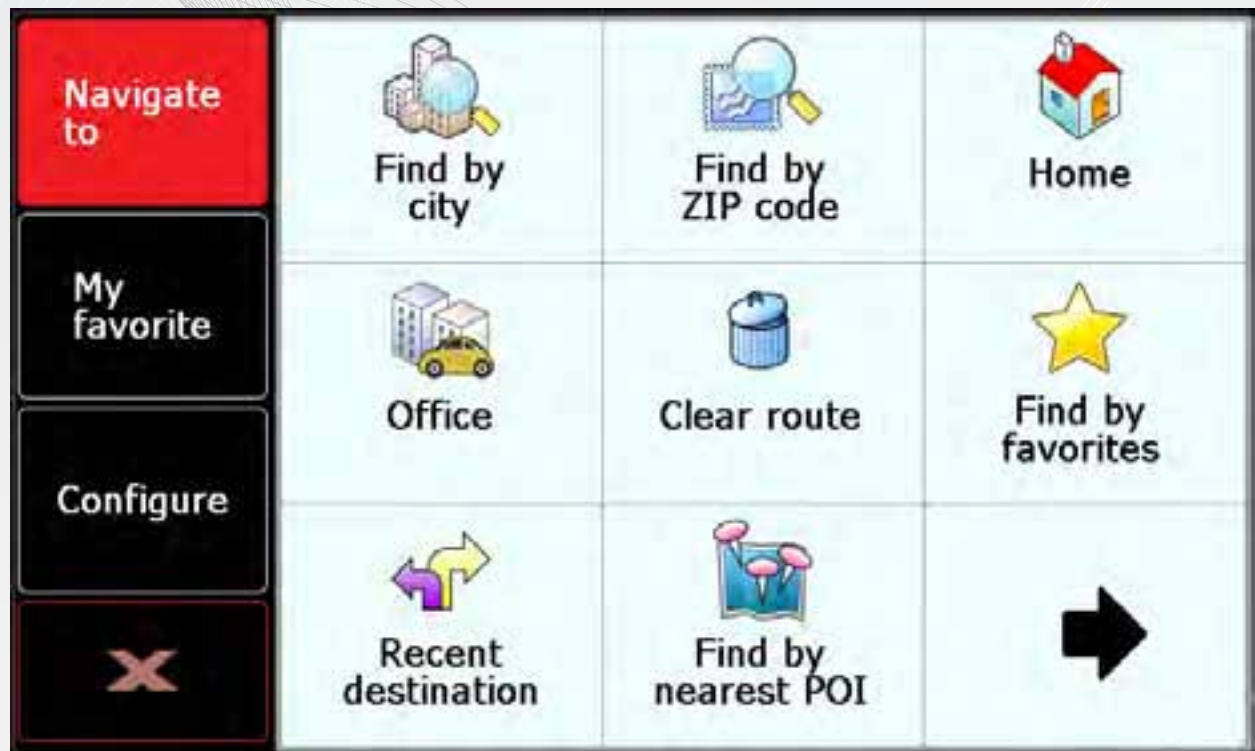 Navigate
to
My
favorite
Configure
X
Find by
city
Find by
ZIP code
Home
Office
Clear route
Find by
favorites
Recent
destination
Find by
nearest POI